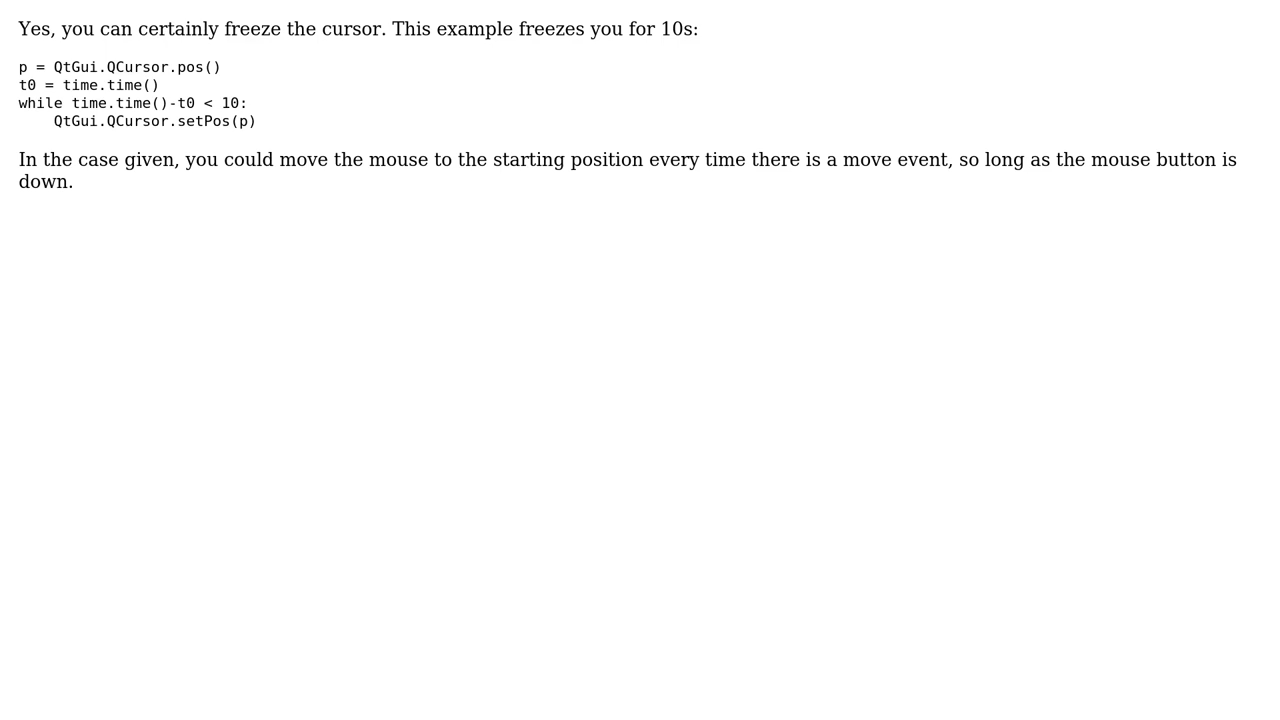 Yes, you can certainly freeze the cursor. This example freezes you for 10s:
p = QtGui.QCursor.pos()
t0 = time.time()
while time.time()-t0 < 10:
    QtGui.QCursor.setPos(p)
In the case given, you could move the mouse to the starting position every time there is a move event, so long as the mouse button is
down.